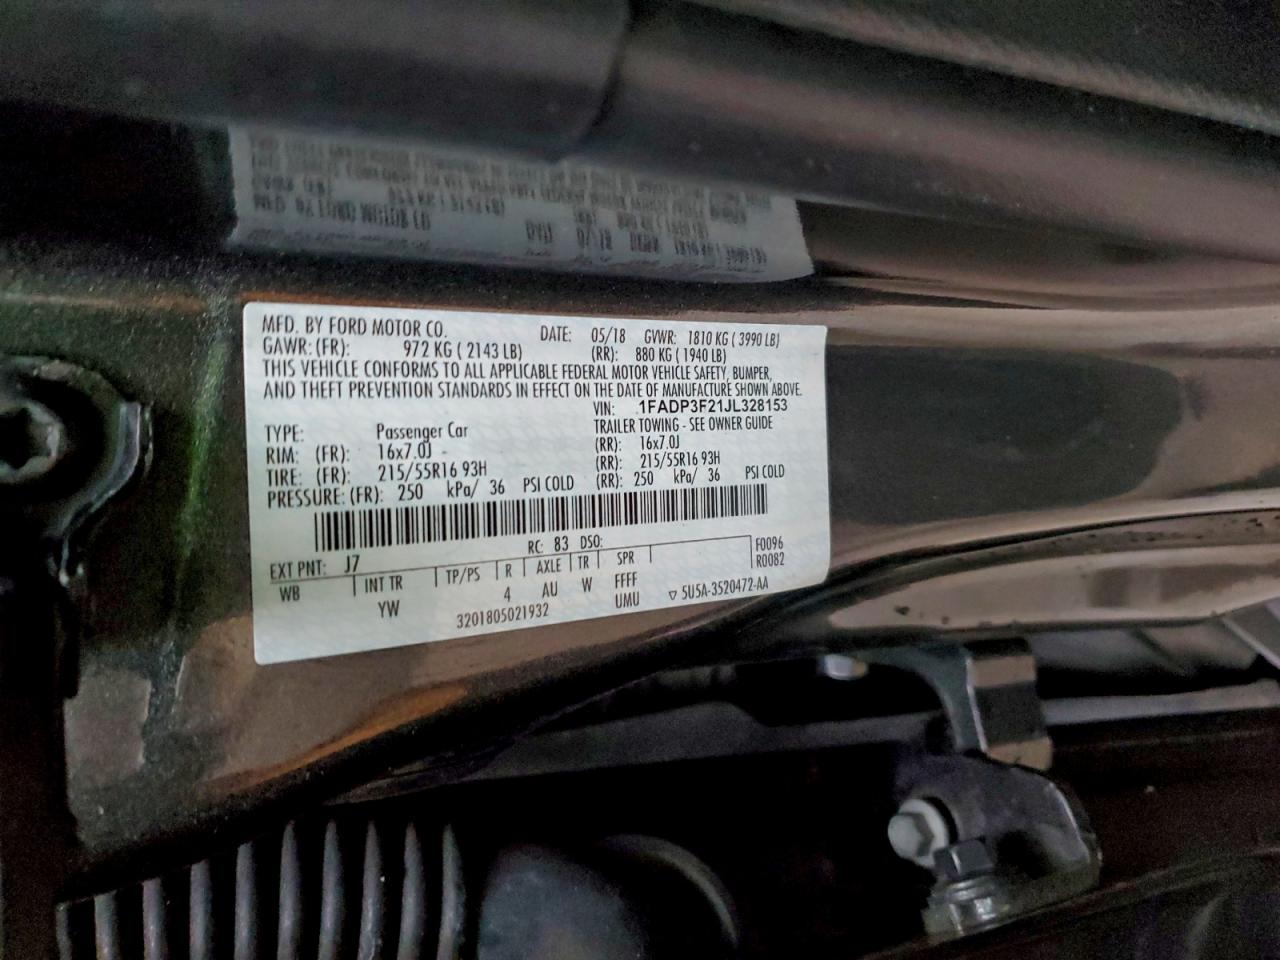 MFD. BY FORD MOTOR CO. DATE: 05/18 GVWR: 1810 KG ( 3990 LB)
GAWR: (FR): 972 KG ( 2143 LB) (RR): 880 KG ( 1940 LB)
THIS VEHICLE CONFORMS TO ALL APPLICABLE FEDERAL MOTOR VEHICLE SAFETY, BUMPER,
AND THEFT PREVENTION STANDARDS IN EFFECT ON THE DATE OF MANUFACTURE SHOWN ABOVE.
VIN: 1FADP3F21JL328153
TYPE: Passenger Car TRAILER TOWING - SEE OWNER GUIDE
RIM: (FR): 16x7.0J (RR): 16x7.0J
TIRE: (FR): 215/55R16 93H (RR): 215/55R16 93H
PRESSURE: (FR): 250 kPa/ 36 PSI COLD (RR): 250 kPa/ 36 PSI COLD
RC: 83 DSO:
EXT PNT: J7 F0096
WB INT TR TP/PS R AXLE TR SPR R0082
YW 4 AU W FFFF
3201805021932 UMU ▽ 5U5A-3520472-AA